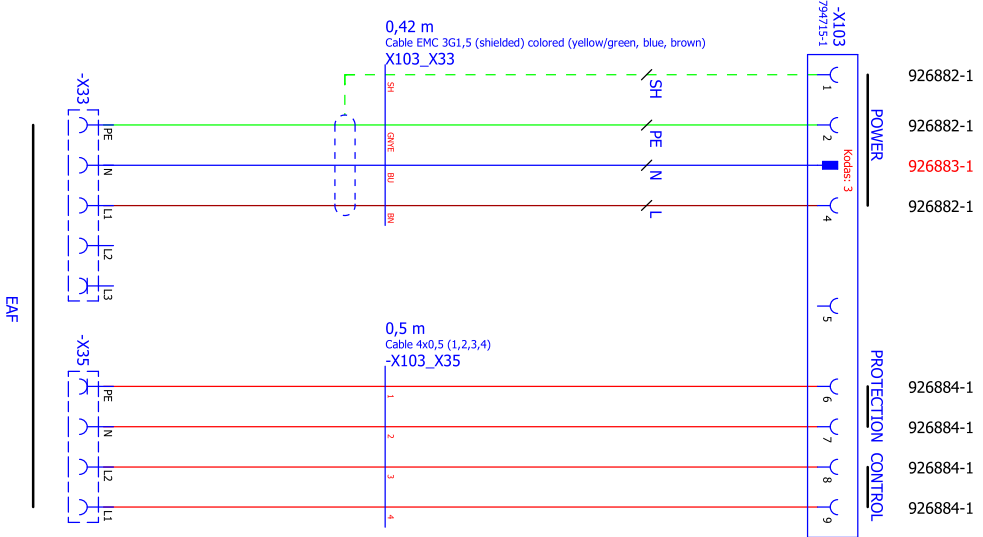 -X103
794715-1
0,42 m
Cable EMC 3G1,5 (shielded) colored (yellow/green, blue, brown)
X103_X33
-X33
SH
SH
1
926882-1
PE
GNYE
PE
2
926882-1
POWER
N
BU
N
Kodas: 3
926883-1
L1
BN
L
4
926882-1
L2
L3
5
EAF
0,5 m
Cable 4x0,5 (1,2,3,4)
-X103_X35
-X35
PE
1
6
926884-1
PROTECTION
N
2
7
926884-1
L2
3
8
926884-1
CONTROL
L1
4
9
926884-1